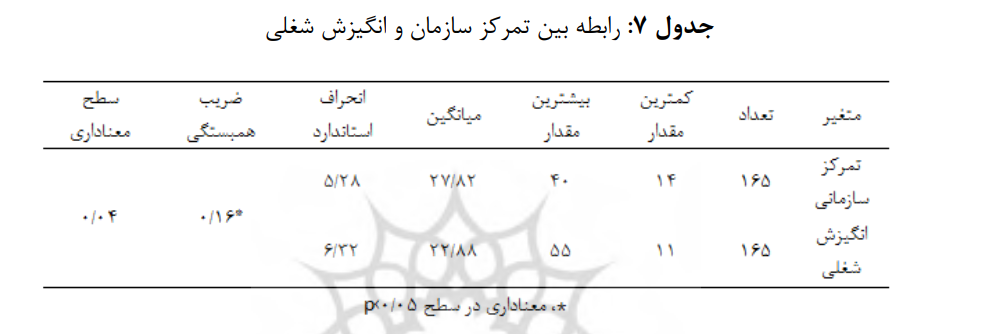 جدول ۷: رابطه بین تمرکز سازمان و انگیزش شغلی
متغیر تعداد کمترین مقدار بیشترین مقدار میانگین انحراف استاندارد ضریب همبستگی سطح معناداری
تمرکز سازمانی ۱۶۵ ۱۴ ۴۰ ۲۷/۸۲ ۵/۲۸ ۰/۱۶* ۰/۰۴
انگیزش شغلی ۱۶۵ ۱۱ ۵۵ ۲۲/۸۸ ۶/۳۲
*، معناداری در سطح p<۰/۰۵